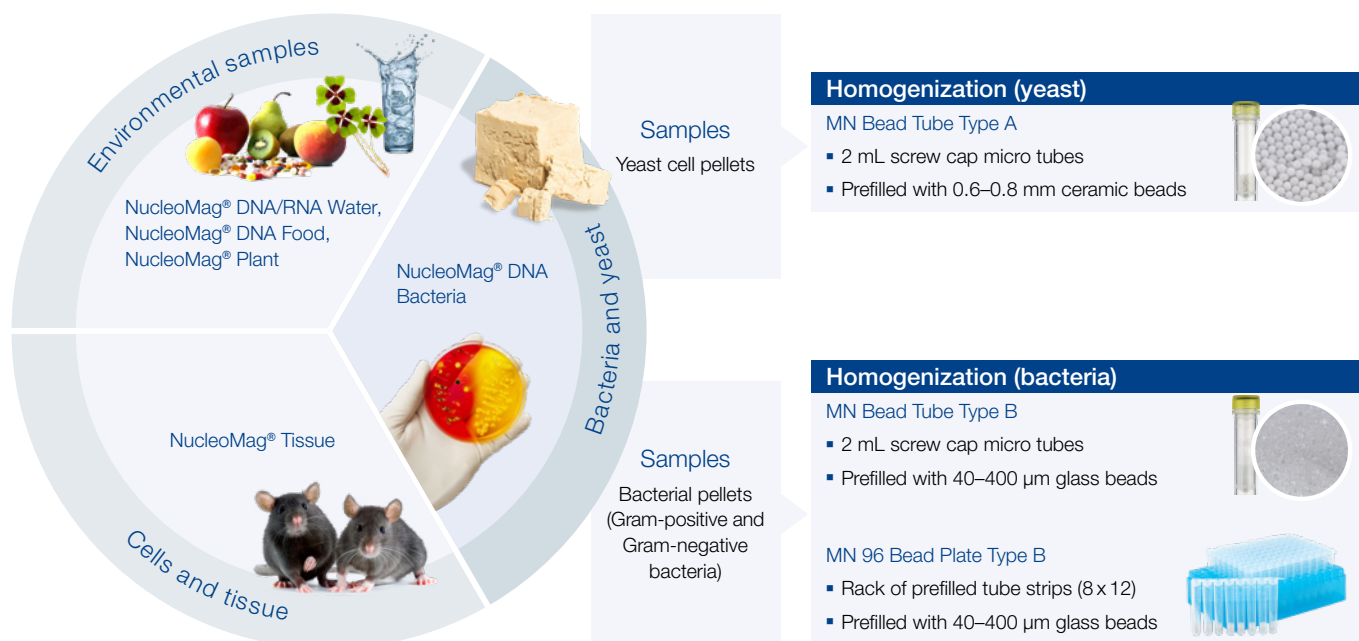 Environmental samples
NucleoMag® DNA/RNA Water,
NucleoMag® DNA Food,
NucleoMag® Plant
NucleoMag® DNA
Bacteria
Bacteria and yeast
NucleoMag® Tissue
Cells and tissue
Samples
Yeast cell pellets
Homogenization (yeast)
MN Bead Tube Type A
▪ 2 mL screw cap micro tubes
▪ Prefilled with 0.6–0.8 mm ceramic beads
Samples
Bacterial pellets
(Gram-positive and
Gram-negative
bacteria)
Homogenization (bacteria)
MN Bead Tube Type B
▪ 2 mL screw cap micro tubes
▪ Prefilled with 40–400 µm glass beads
MN 96 Bead Plate Type B
▪ Rack of prefilled tube strips (8 x 12)
▪ Prefilled with 40–400 µm glass beads